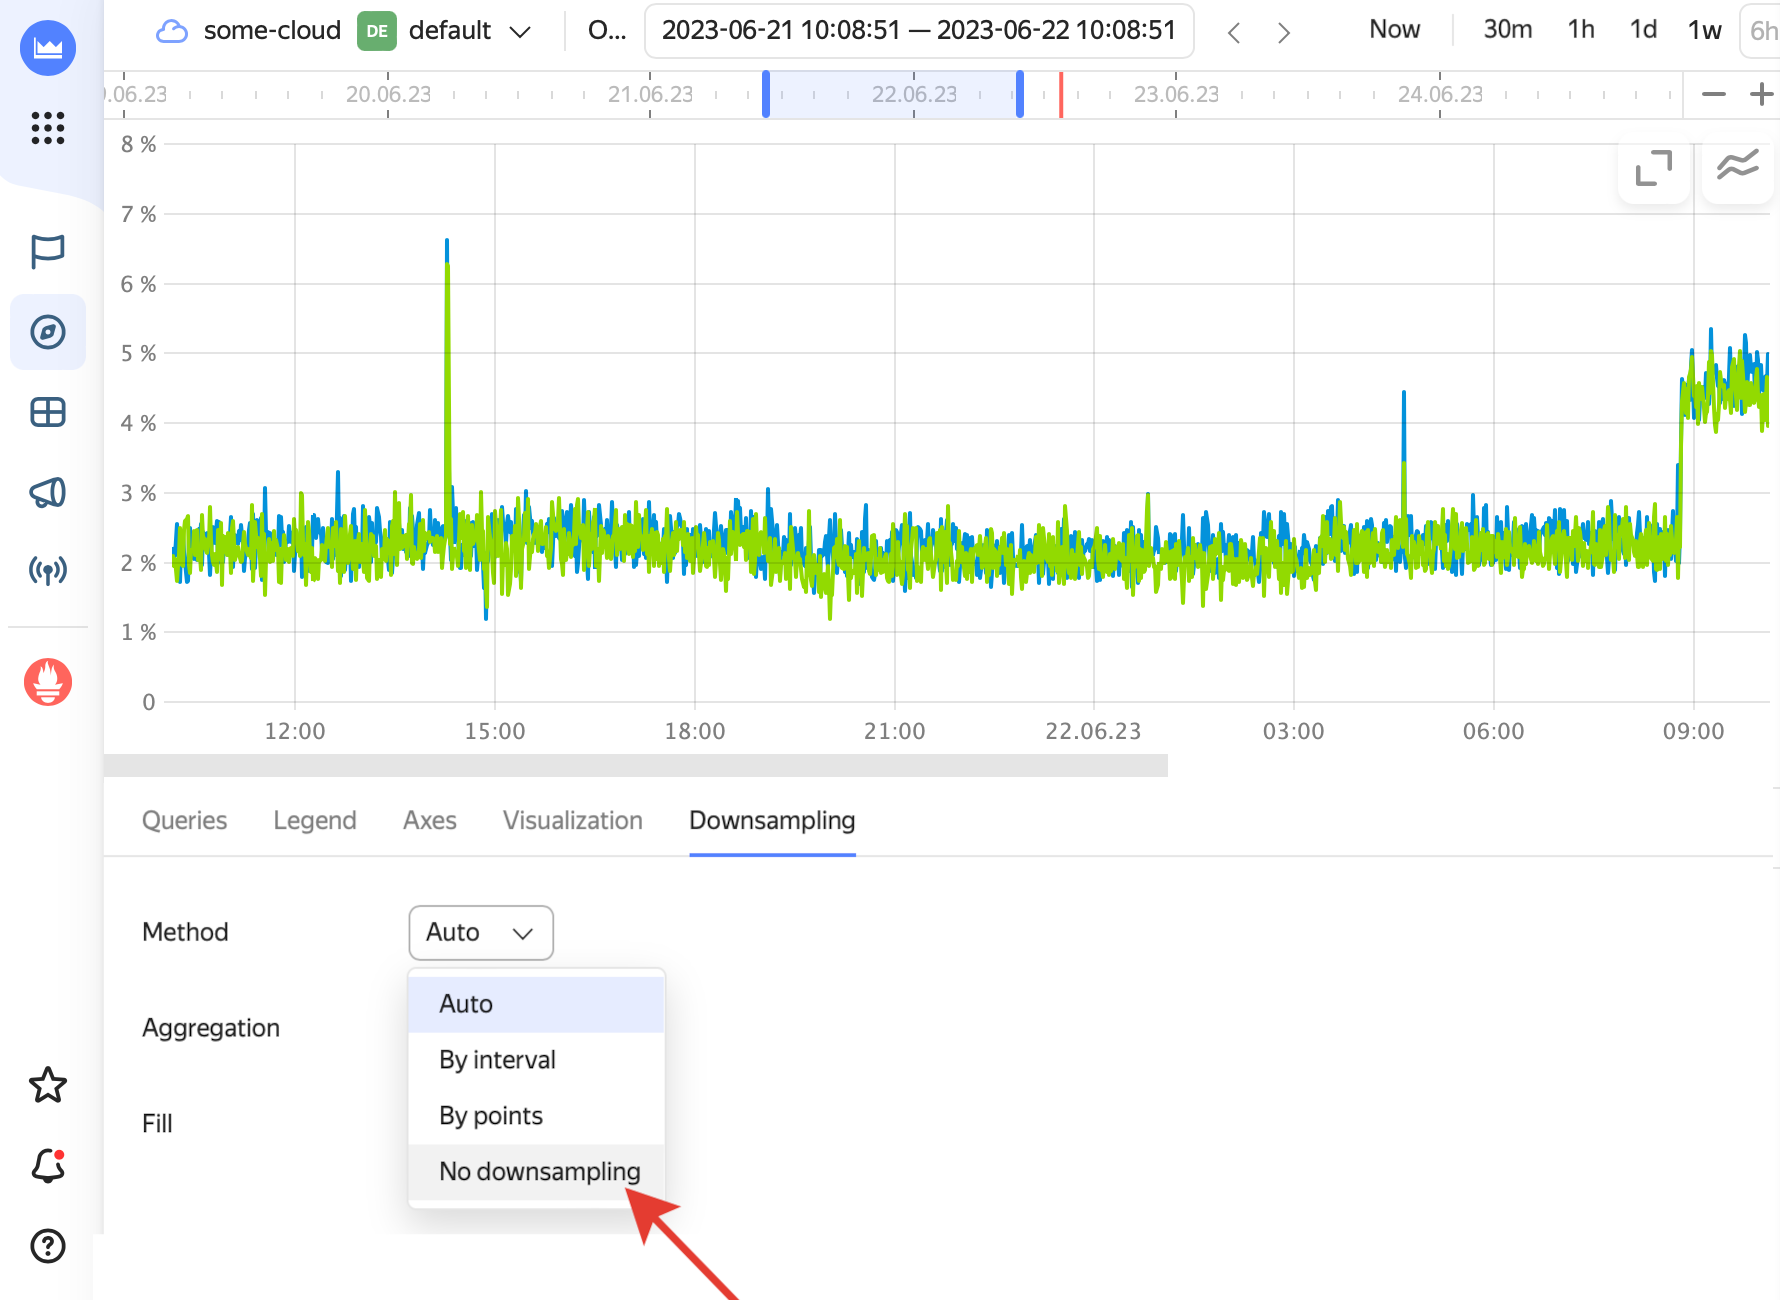 some-cloud DE default O... 2023-06-21 10:08:51 — 2023-06-22 10:08:51 Now 30m 1h 1d 1w 6h
.06.23 20.06.23 21.06.23 22.06.23 23.06.23 24.06.23
8 %
7 %
6 %
5 %
4 %
3 %
2 %
1 %
0
12:00 15:00 18:00 21:00 22.06.23 03:00 06:00 09:00
Queries Legend Axes Visualization Downsampling
Method Auto
Auto
Aggregation
By interval
By points
Fill
No downsampling